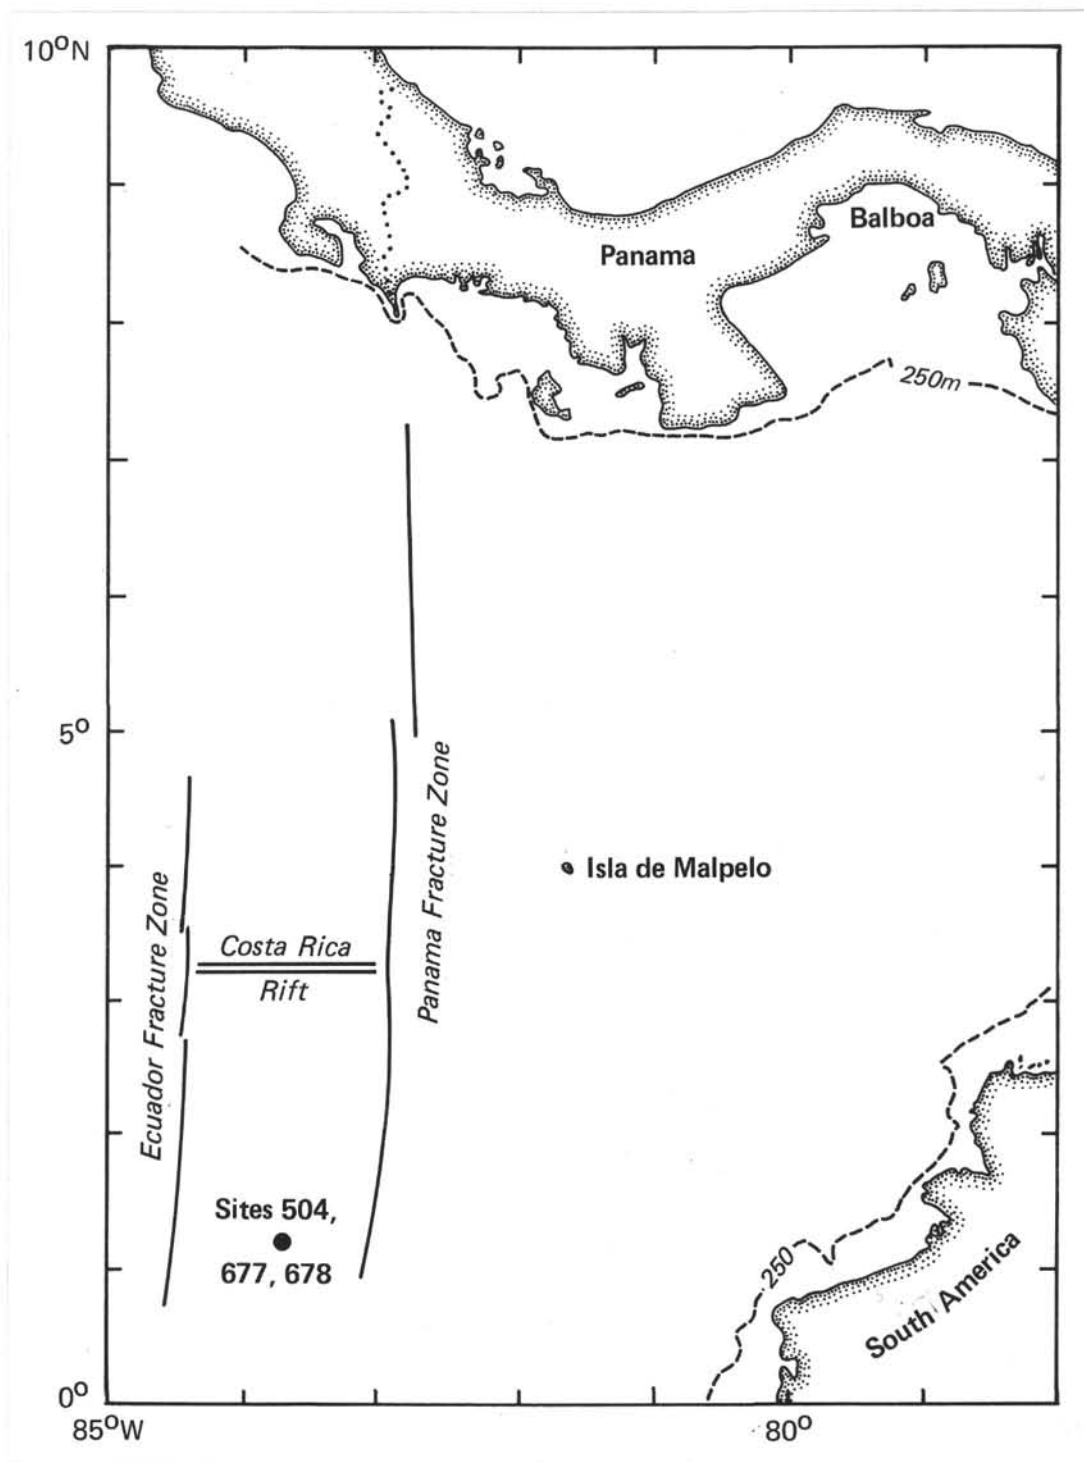 10°N
Balboa
Panama
250m
5°
Panama Fracture Zone
Isla de Malpelo
Ecuador Fracture Zone
Costa Rica
Rift
Sites 504,
677, 678
250
South America
0°
85°W
80°